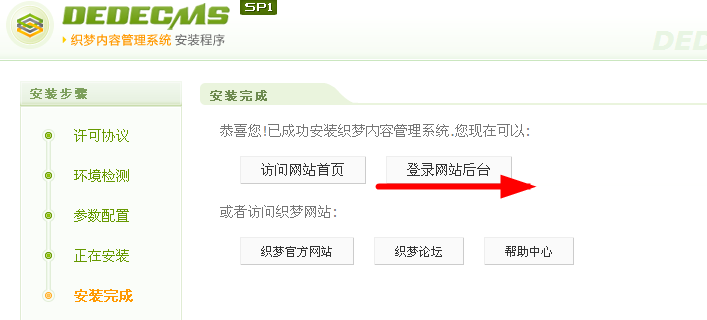 DEDECMS SP1
织梦内容管理系统 安装程序
DED
安装步骤
许可协议
环境检测
参数配置
正在安装
安装完成
安装完成
恭喜您!已成功安装织梦内容管理系统.您现在可以:
访问网站首页 登录网站后台
或者访问织梦网站:
织梦官方网站 织梦论坛 帮助中心